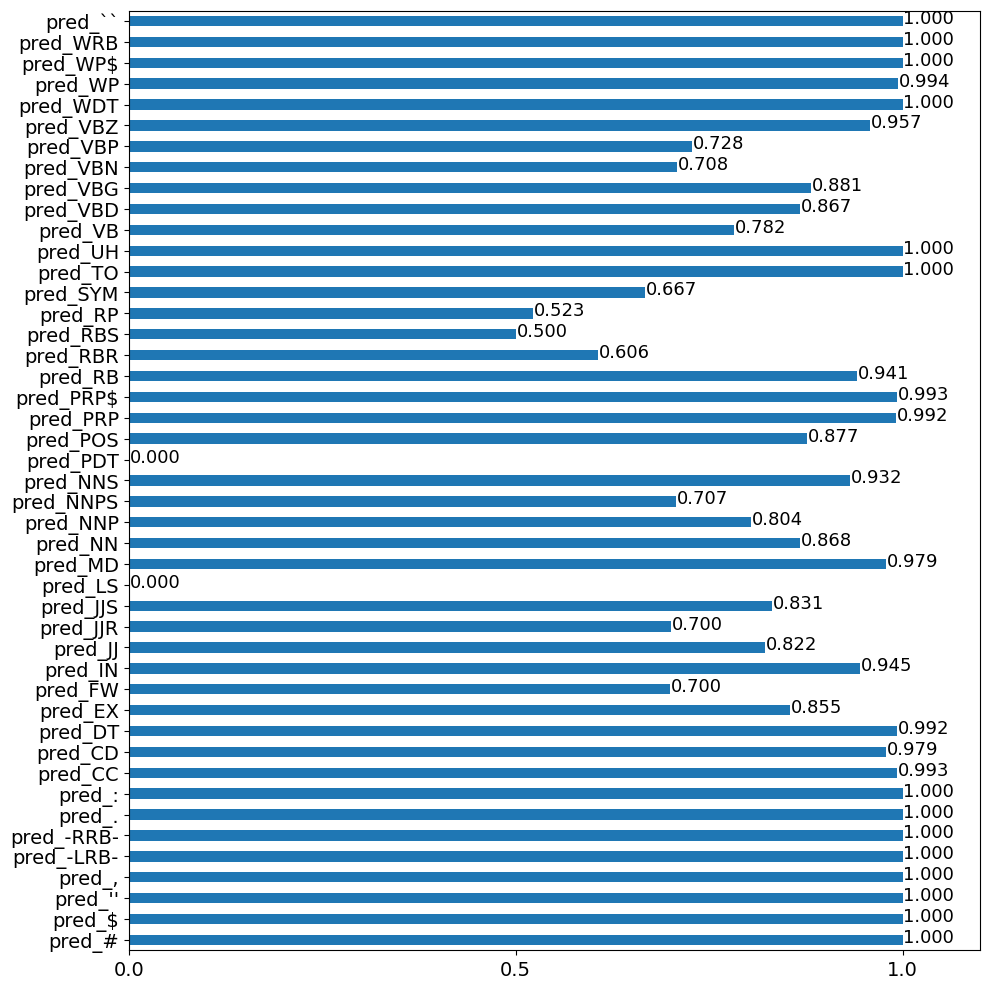 pred_`` 1.000
pred_WRB 1.000
pred_WP$ 1.000
pred_WP 0.994
pred_WDT 1.000
pred_VBZ 0.957
pred_VBP 0.728
pred_VBN 0.708
pred_VBG 0.881
pred_VBD 0.867
pred_VB 0.782
pred_UH 1.000
pred_TO 1.000
pred_SYM 0.667
pred_RP 0.523
pred_RBS 0.500
pred_RBR 0.606
pred_RB 0.941
pred_PRP$ 0.993
pred_PRP 0.992
pred_POS 0.877
pred_PDT 0.000
pred_NNS 0.932
pred_NNPS 0.707
pred_NNP 0.804
pred_NN 0.868
pred_MD 0.979
pred_LS 0.000
pred_JJS 0.831
pred_JJR 0.700
pred_JJ 0.822
pred_IN 0.945
pred_FW 0.700
pred_EX 0.855
pred_DT 0.992
pred_CD 0.979
pred_CC 0.993
pred_: 1.000
pred_. 1.000
pred_-RRB- 1.000
pred_-LRB- 1.000
pred_, 1.000
pred_'' 1.000
pred_$ 1.000
pred_# 1.000
0.0 0.5 1.0